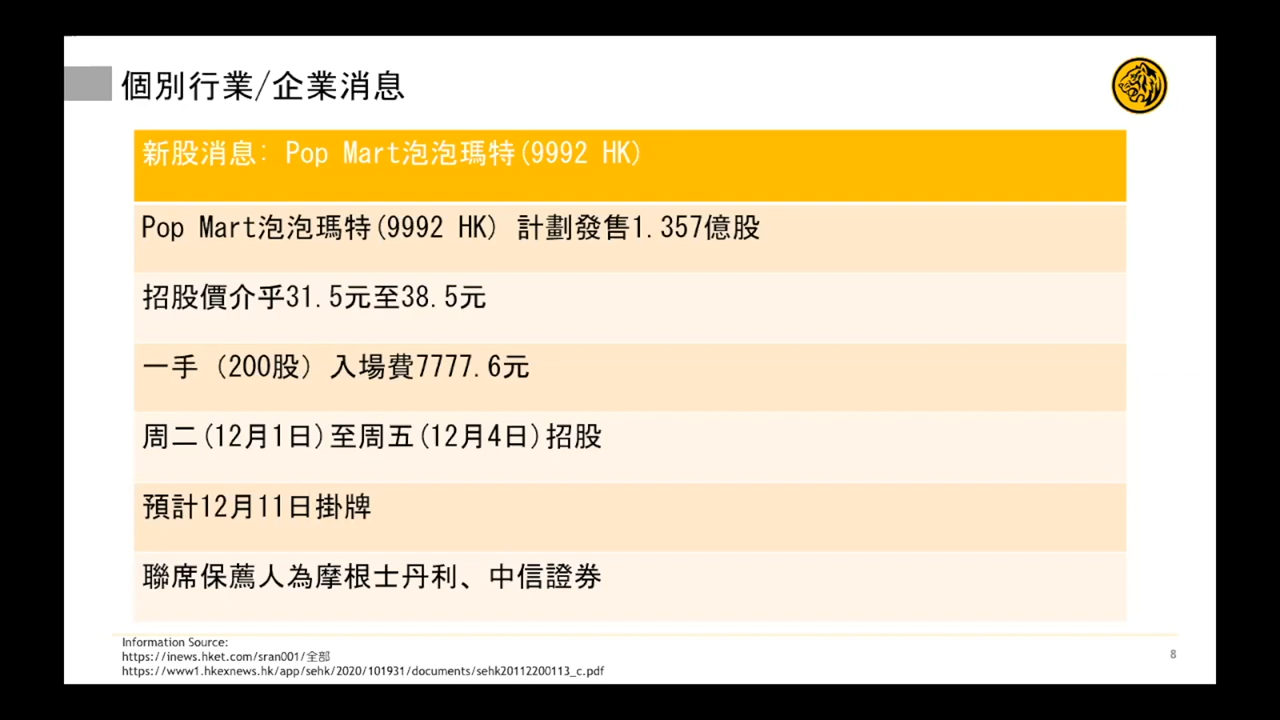 個別行業/企業消息
新股消息: Pop Mart泡泡瑪特(9992 HK)
Pop Mart泡泡瑪特(9992 HK) 計劃發售1.357億股
招股價介乎31.5元至38.5元
一手 (200股) 入場費7777.6元
周二(12月1日)至周五(12月4日)招股
預計12月11日掛牌
聯席保薦人為摩根士丹利、中信證券
Information Source:
https://inews.hket.com/sran001/全部
https://www1.hkexnews.hk/app/sehk/2020/101931/documents/sehk20112200113_c.pdf
8